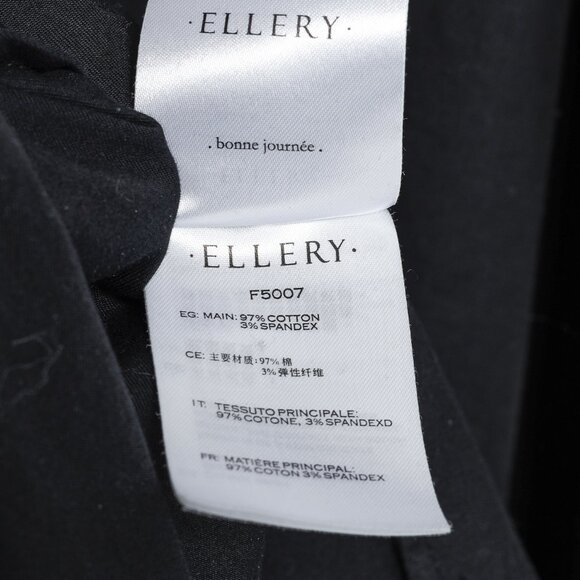 ·ELLERY·
. bonne journée .
·ELLERY·
F5007
EG: MAIN: 97% COTTON
3% SPANDEX
CE: 主要材质: 97% 棉
3% 弹性纤维
IT: TESSUTO PRINCIPALE:
97% COTONE, 3% SPANDEXD
FR: MATIÈRE PRINCIPAL:
97% COTON 3% SPANDEX